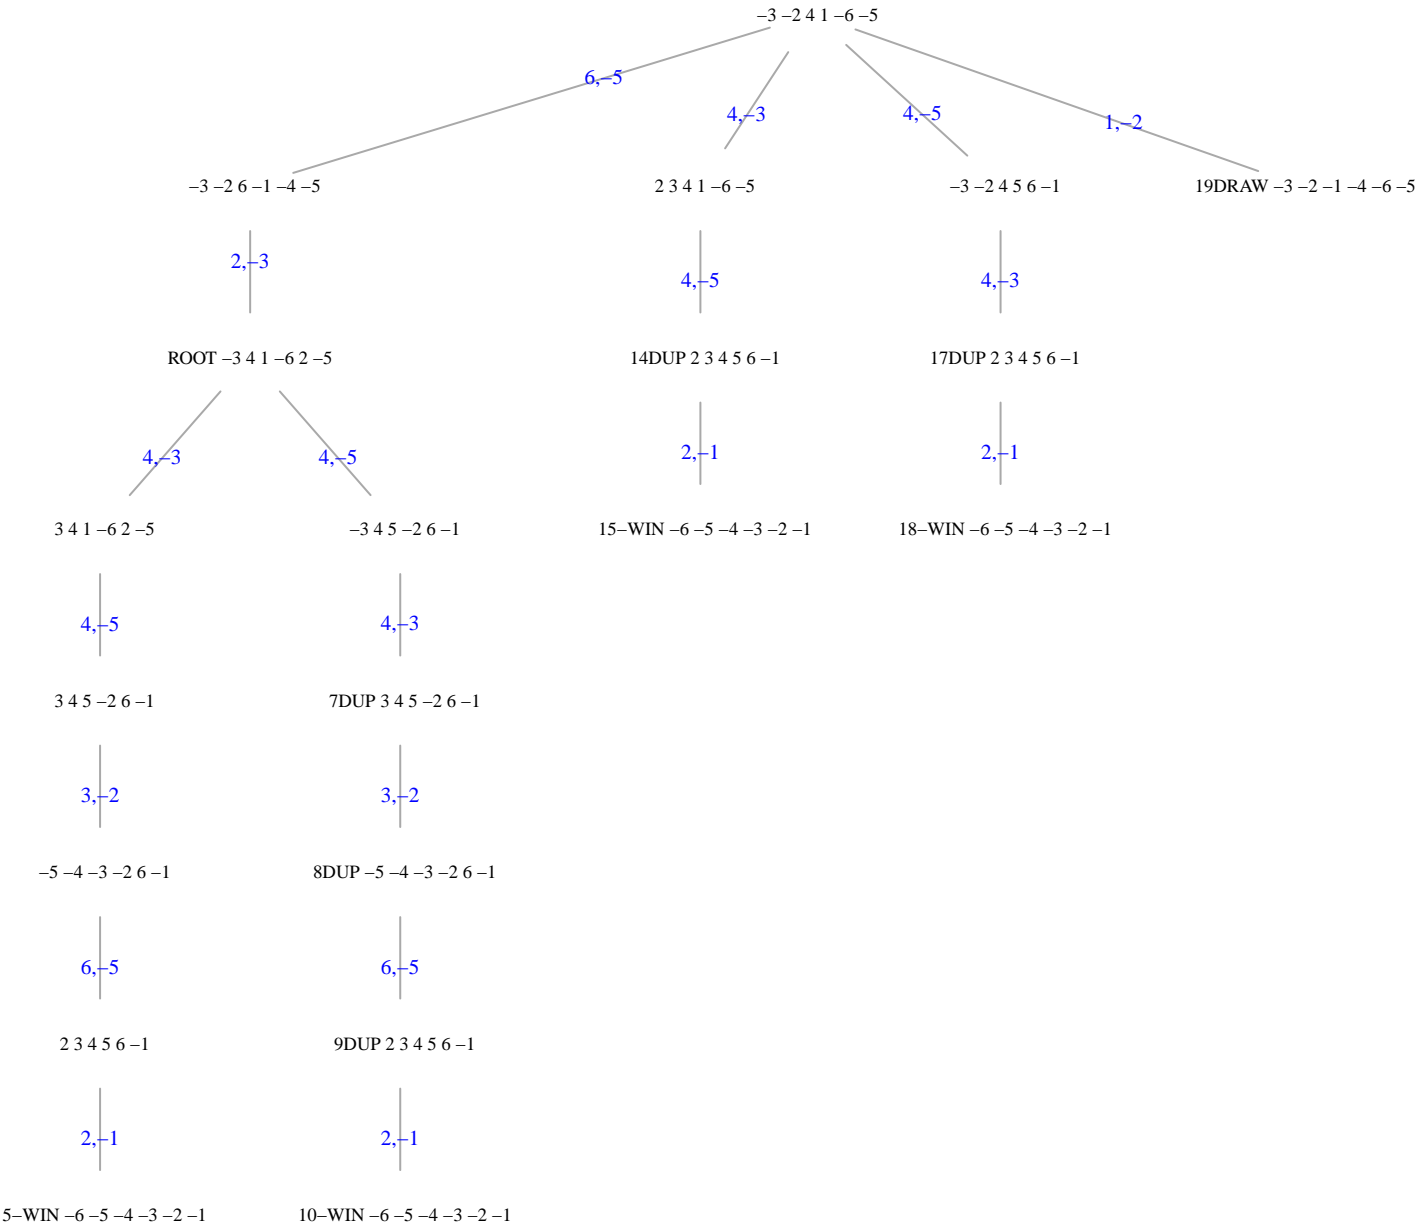 –3 –2 4 1 –6 –5
6,–5
4,–3
4,–5
1,–2
–3 –2 6 –1 –4 –5
2 3 4 1 –6 –5
–3 –2 4 5 6 –1
19DRAW –3 –2 –1 –4 –6 –5
2,–3
4,–5
4,–3
ROOT –3 4 1 –6 2 –5
14DUP 2 3 4 5 6 –1
17DUP 2 3 4 5 6 –1
4,–3
4,–5
2,–1
2,–1
3 4 1 –6 2 –5
–3 4 5 –2 6 –1
15–WIN –6 –5 –4 –3 –2 –1
18–WIN –6 –5 –4 –3 –2 –1
4,–5
4,–3
3 4 5 –2 6 –1
7DUP 3 4 5 –2 6 –1
3,–2
3,–2
–5 –4 –3 –2 6 –1
8DUP –5 –4 –3 –2 6 –1
6,–5
6,–5
2 3 4 5 6 –1
9DUP 2 3 4 5 6 –1
2,–1
2,–1
5–WIN –6 –5 –4 –3 –2 –1
10–WIN –6 –5 –4 –3 –2 –1